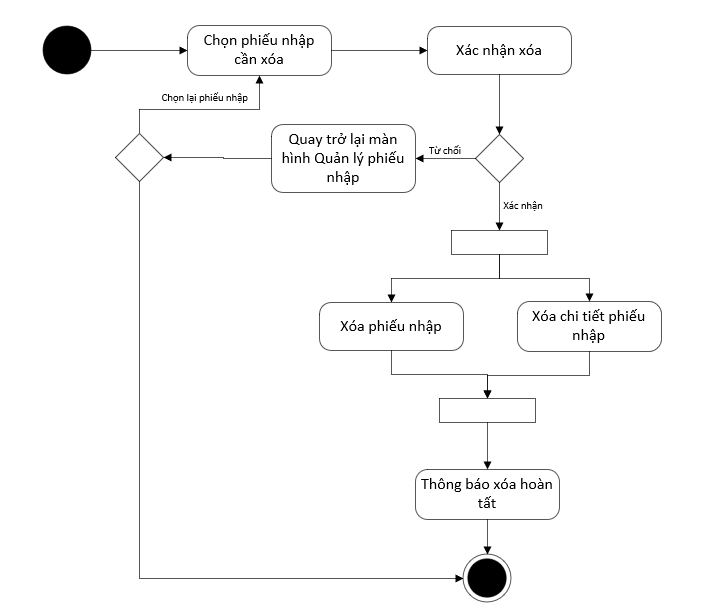 Chọn phiếu nhập
cần xóa
Xác nhận xóa
Chọn lại phiếu nhập
Quay trở lại màn
hình Quản lý phiếu
nhập
Từ chối
Xác nhận
Xóa phiếu nhập
Xóa chi tiết phiếu
nhập
Thông báo xóa hoàn
tất